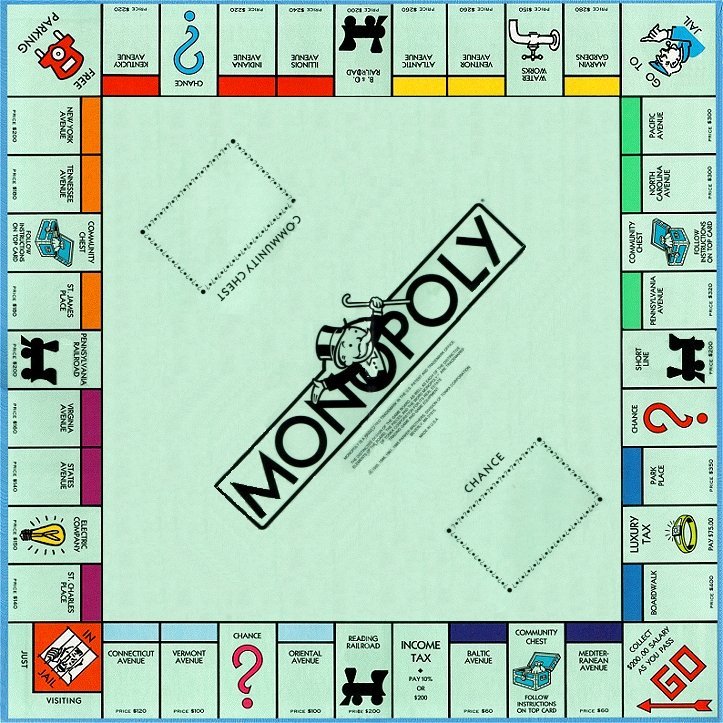 FREE
PARKING
KENTUCKY
AVENUE
PRICE $220
CHANCE
INDIANA
AVENUE
PRICE $220
ILLINOIS
AVENUE
PRICE $240
B. & O.
RAILROAD
PRICE $200
ATLANTIC
AVENUE
PRICE $260
VENTNOR
AVENUE
PRICE $260
WATER
WORKS
PRICE $150
MARVIN
GARDENS
PRICE $280
GO TO
JAIL
NEW YORK
AVENUE
PRICE $200
TENNESSEE
AVENUE
PRICE $180
COMMUNITY
CHEST
FOLLOW
INSTRUCTIONS
ON TOP CARD
ST. JAMES
PLACE
PRICE $180
PENNSYLVANIA
RAILROAD
PRICE $200
VIRGINIA
AVENUE
PRICE $160
STATES
AVENUE
PRICE $140
ELECTRIC
COMPANY
PRICE $150
ST. CHARLES
PLACE
PRICE $140
COMMUNITY CHEST
MONOPOLY
MADE IN U.S.A.
CHANCE
PACIFIC
AVENUE
PRICE $300
NORTH
CAROLINA
AVENUE
PRICE $300
COMMUNITY
CHEST
FOLLOW
INSTRUCTIONS
ON TOP CARD
PENNSYLVANIA
AVENUE
PRICE $320
SHORT
LINE
PRICE $200
CHANCE
PARK
PLACE
PRICE $350
LUXURY
TAX
PAY $75.00
BOARDWALK
PRICE $400
IN
JAIL
JUST
VISITING
CONNECTICUT
AVENUE
PRICE $120
VERMONT
AVENUE
PRICE $100
CHANCE
ORIENTAL
AVENUE
PRICE $100
READING
RAILROAD
PRICE $200
INCOME
TAX
PAY 10%
OR
$200
BALTIC
AVENUE
PRICE $60
COMMUNITY
CHEST
FOLLOW
INSTRUCTIONS
ON TOP CARD
MEDITER-
RANEAN
AVENUE
PRICE $60
COLLECT
$200.00 SALARY
AS YOU PASS
GO